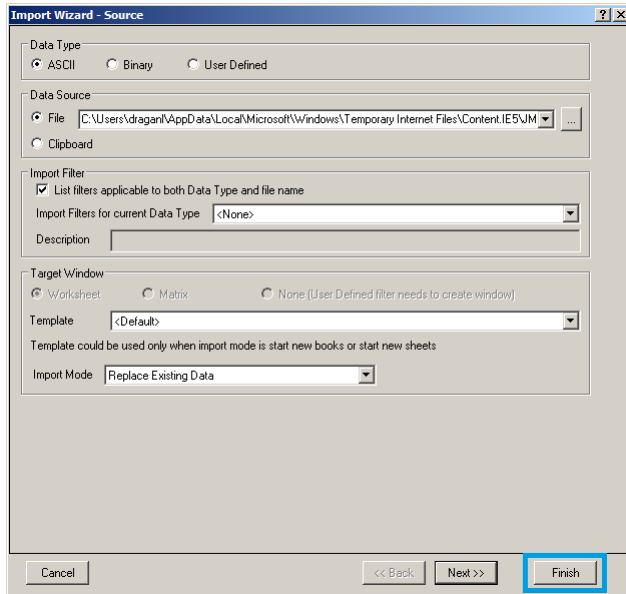 Import Wizard - Source
Data Type
ASCII Binary User Defined
Data Source
File C:\Users\draganl\AppData\Local\Microsoft\Windows\Temporary Internet Files\Content.IE5\JM ...
Clipboard
Import Filter
List filters applicable to both Data Type and file name
Import Filters for current Data Type <None>
Description
Target Window
Worksheet Matrix None (User Defined filter needs to create window)
Template <Default>
Template could be used only when import mode is start new books or start new sheets
Import Mode Replace Existing Data
Cancel << Back Next >> Finish